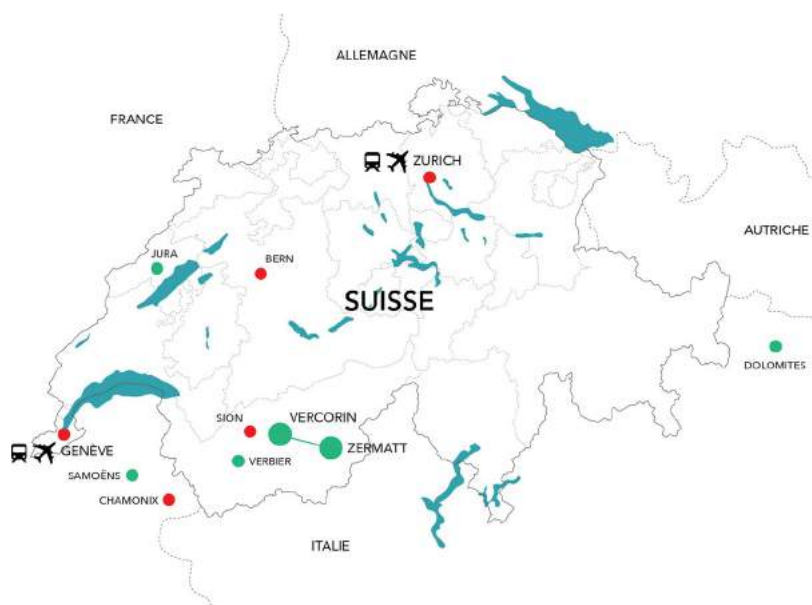 ALLEMAGNE
FRANCE
ZURICH
AUTRICHE
JURA
BERN
SUISSE
DOLOMITES
SION
VERCORIN
GENÈVE
ZERMATT
VERBIER
SAMOËNS
CHAMONIX
ITALIE